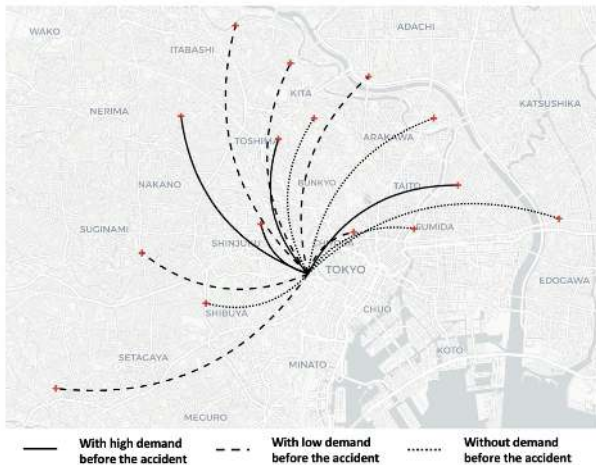 WAKO
ADACHI
ITABASHI
KITA
KATSUSHIKA
NERIMA
TOSHIMA
ARAKAWA
NAKANO
BUNKYO
TAITO
SUGINAMI
SHINJUKU
SUMIDA
TOKYO
EDOGAWA
SHIBUYA
CHUO
SETAGAYA
MINATO
KOTO
MEGURO
With high demand
before the accident
With low demand
before the accident
Without demand
before the accident